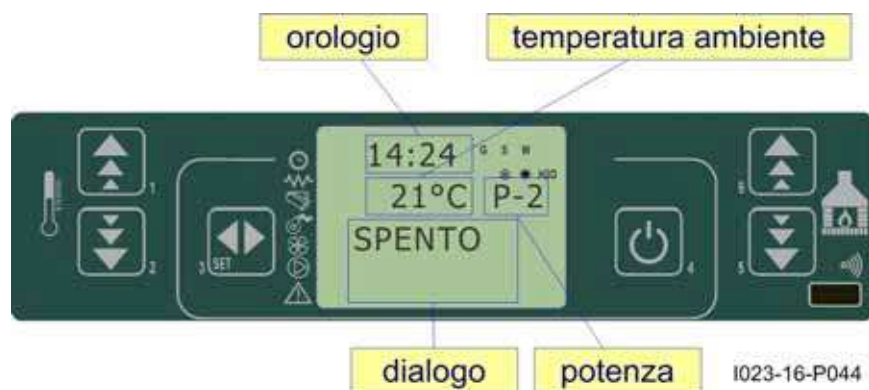 orologio
temperatura ambiente
14:24 G S W
21°C P-2
SPENTO
1
2
3 SET
4
5
dialogo
potenza
I023-16-P044